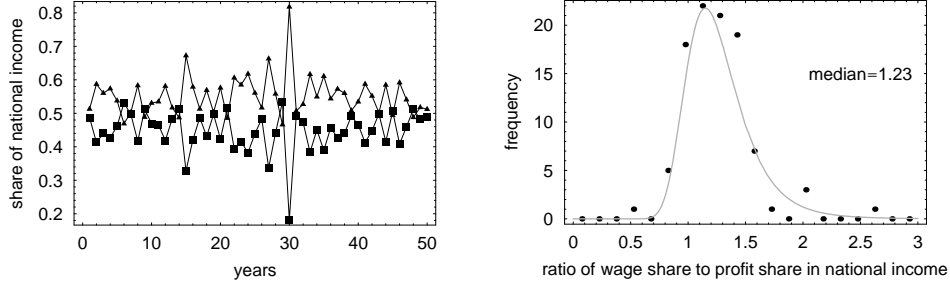 share of national income
0.8
0.7
0.6
0.5
0.4
0.3
0.2
0 10 20 30 40 50
years
frequency
20
15
10
5
0
median=1.23
0 0.5 1 1.5 2 2.5 3
ratio of wage share to profit share in national income